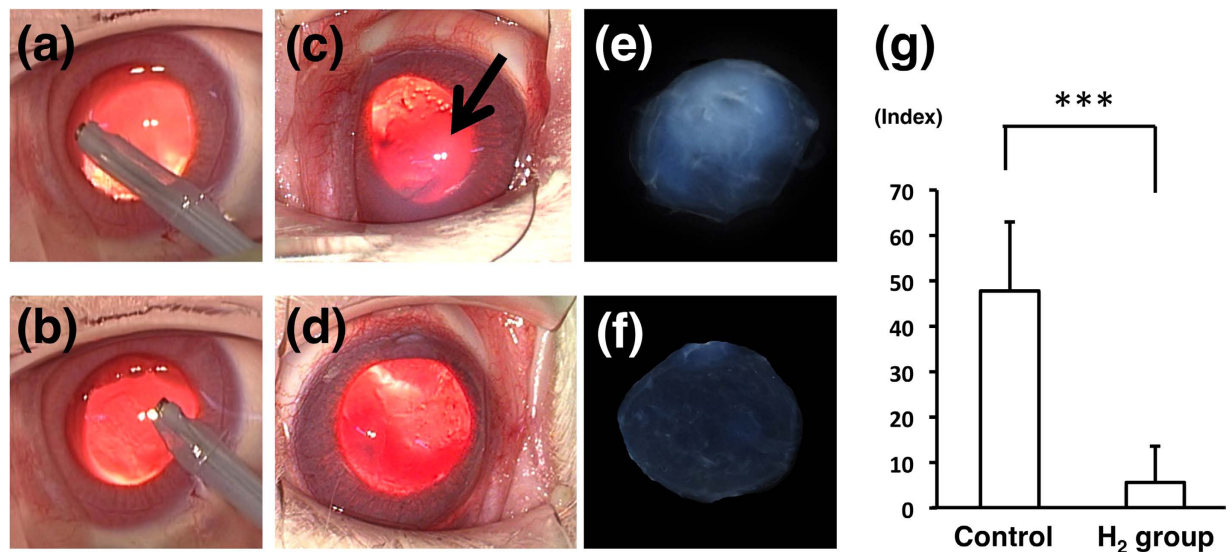 (a)
(c)
(e)
(g)
(Index)
***
70
60
50
40
30
20
10
0
Control
H₂ group
(b)
(d)
(f)